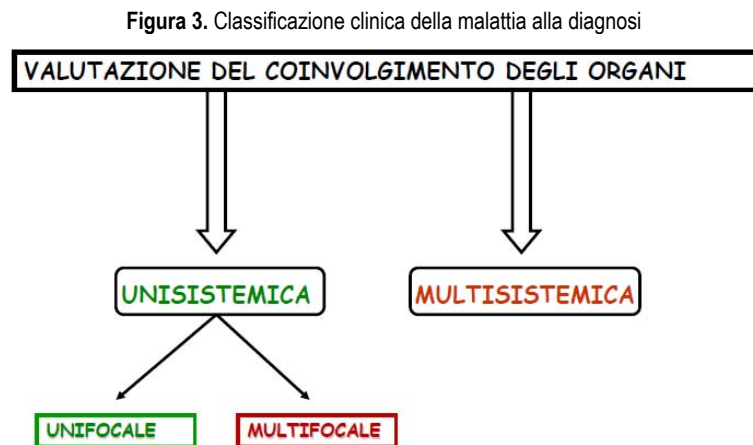 Figura 3. Classificazione clinica della malattia alla diagnosi
VALUTAZIONE DEL COINVOLGIMENTO DEGLI ORGANI
UNISISTEMICA
MULTISISTEMICA
UNIFOCALE
MULTIFOCALE